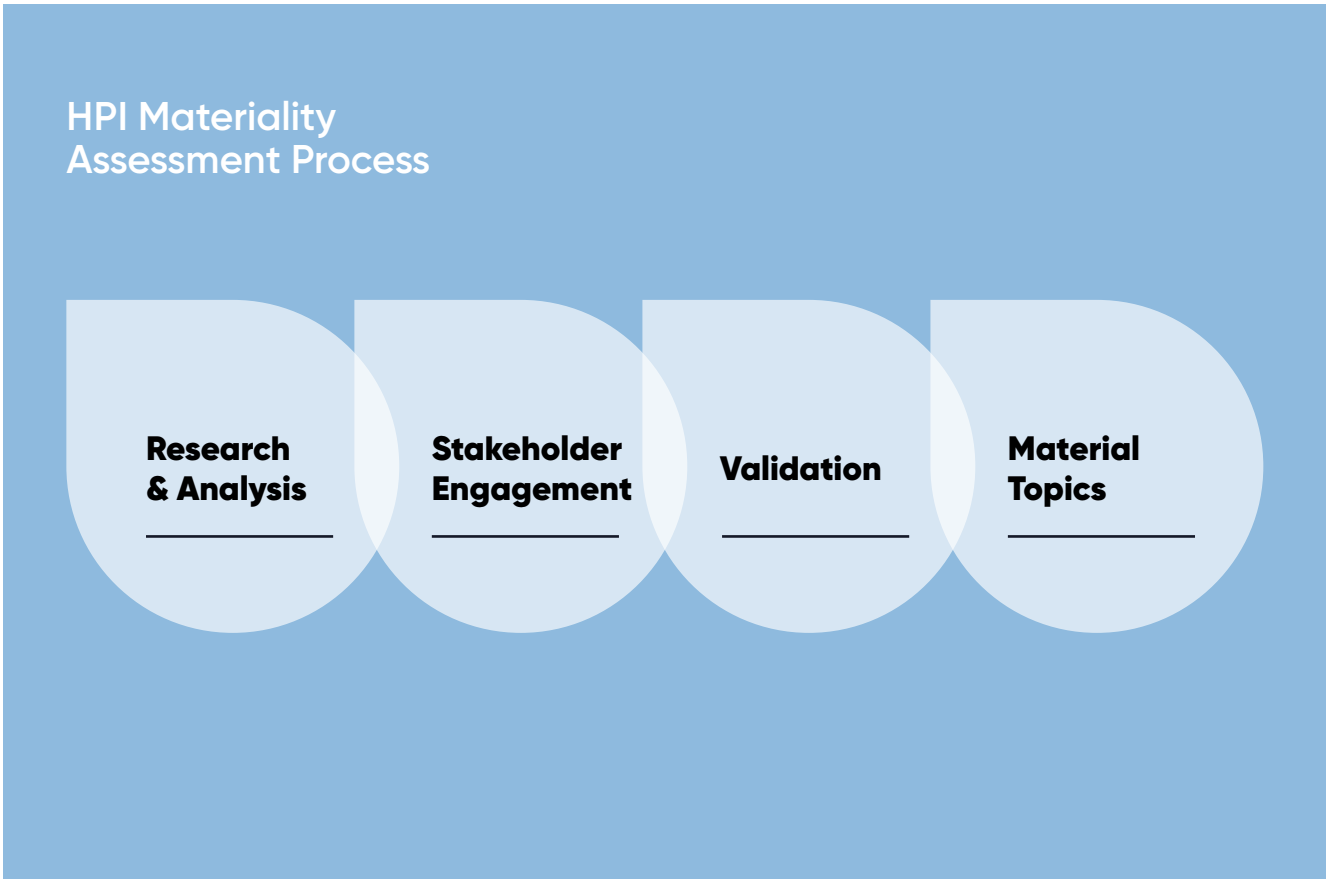 HPI Materiality
Assessment Process
Research
& Analysis
Stakeholder
Engagement
Validation
Material
Topics